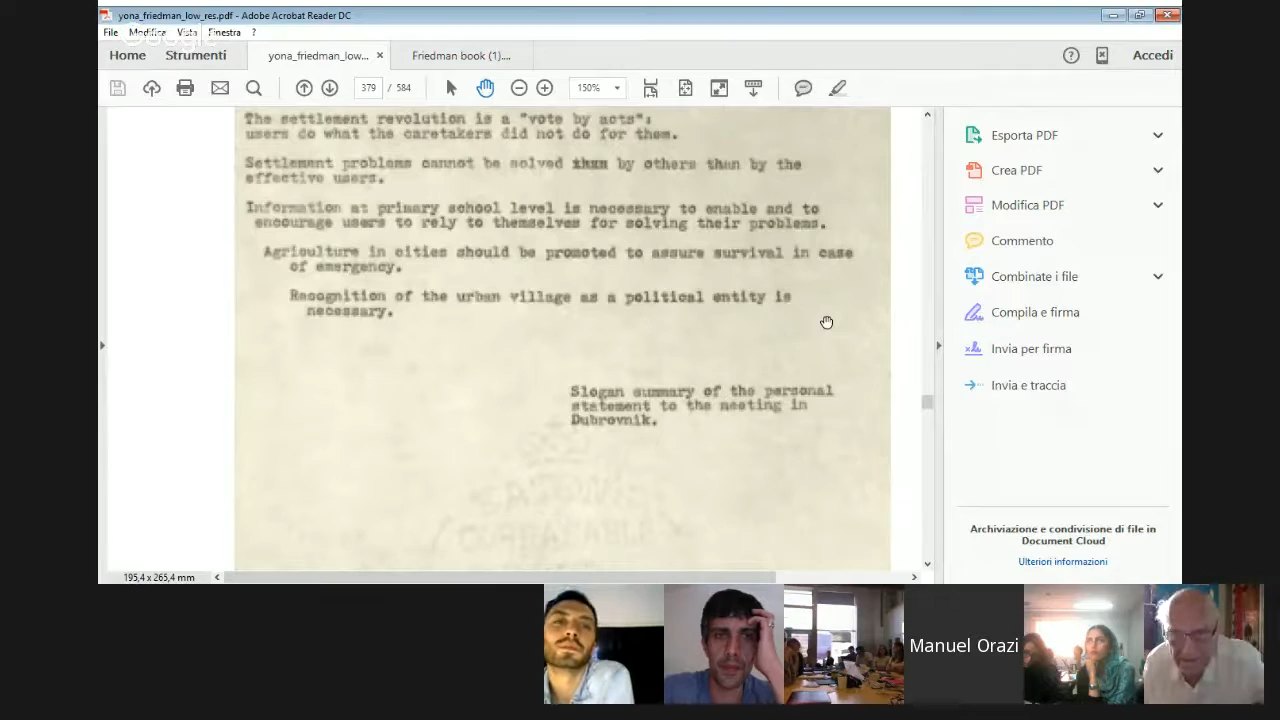 yona_friedman_low_res.pdf - Adobe Acrobat Reader DC
File Modifica Vista Finestra ?
Google
Home Strumenti yona_friedman_low... × Friedman book (1).... Accedi
379 / 584 150%
The settlement revolution is a "vote by acts":
users do what the caretakers did not do for them.
Settlement problems cannot be solved than by others than by the
effective users.
Information at primary school level is necessary to enable and to
encourage users to rely to themselves for solving their problems.
Agriculture in cities should be promoted to assure survival in case
of emergency.
Recognition of the urban village as a political entity is
necessary.
Slogan summary of the personal
statement to the meeting in
Dubrovnik.
195,4 x 265,4 mm
Esporta PDF
Crea PDF
Modifica PDF
Commento
Combinate i file
Compila e firma
Invia per firma
Invia e traccia
Archiviazione e condivisione di file in
Document Cloud
Ulteriori informazioni
Manuel Orazi